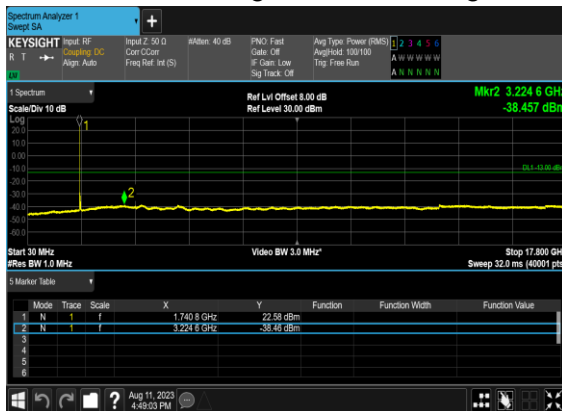 Spectrum Analyzer 1
Swept SA
KEYSIGHT Input: RF Input Z: 50 Ω #Atten: 40 dB PNO: Fast Avg Type: Power (RMS) 1 2 3 4 5 6
R T Coupling: DC Corr CCorr Gate: Off Avg|Hold: 100/100 A W W W W W
Align: Auto Freq Ref: Int (S) IF Gain: Low Trig: Free Run
LXI Sig Track: Off A N N N N N
1 Spectrum Ref Lvl Offset 8.00 dB Mkr2 3.224 6 GHz
Scale/Div 10 dB Ref Level 30.00 dBm -38.457 dBm
Log
20.0 1
10.0
0.00
-10.0 DL1 -13.00 dBm
-20.0
-30.0 2
-40.0
-50.0
-60.0
Start 30 MHz Video BW 3.0 MHz* Stop 17.800 GHz
#Res BW 1.0 MHz Sweep 32.0 ms (40001 pts)
5 Marker Table
Mode Trace Scale X Y Function Function Width Function Value
1 N 1 f 1.740 8 GHz 22.58 dBm
2 N 1 f 3.224 6 GHz -38.46 dBm
3
4
5
6
Aug 11, 2023
4:49:03 PM